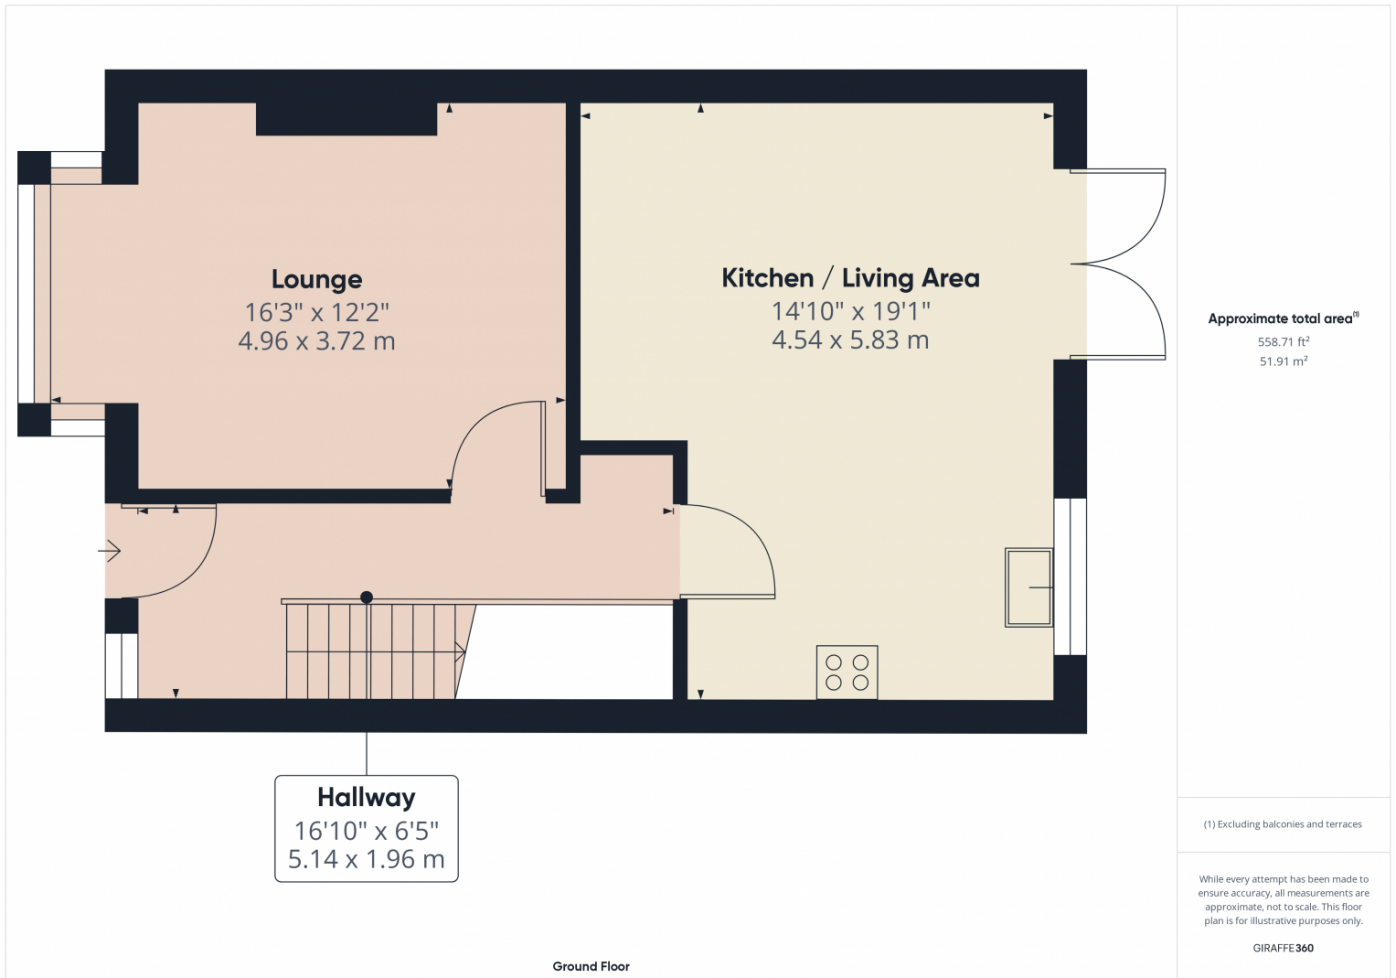 Lounge
16'3" x 12'2"
4.96 x 3.72 m
Kitchen / Living Area
14'10" x 19'1"
4.54 x 5.83 m
Hallway
16'10" x 6'5"
5.14 x 1.96 m
Ground Floor
Approximate total area⁽¹⁾
558.71 ft²
51.91 m²
(1) Excluding balconies and terraces
While every attempt has been made to
ensure accuracy, all measurements are
approximate, not to scale. This floor
plan is for illustrative purposes only.
GIRAFFE360